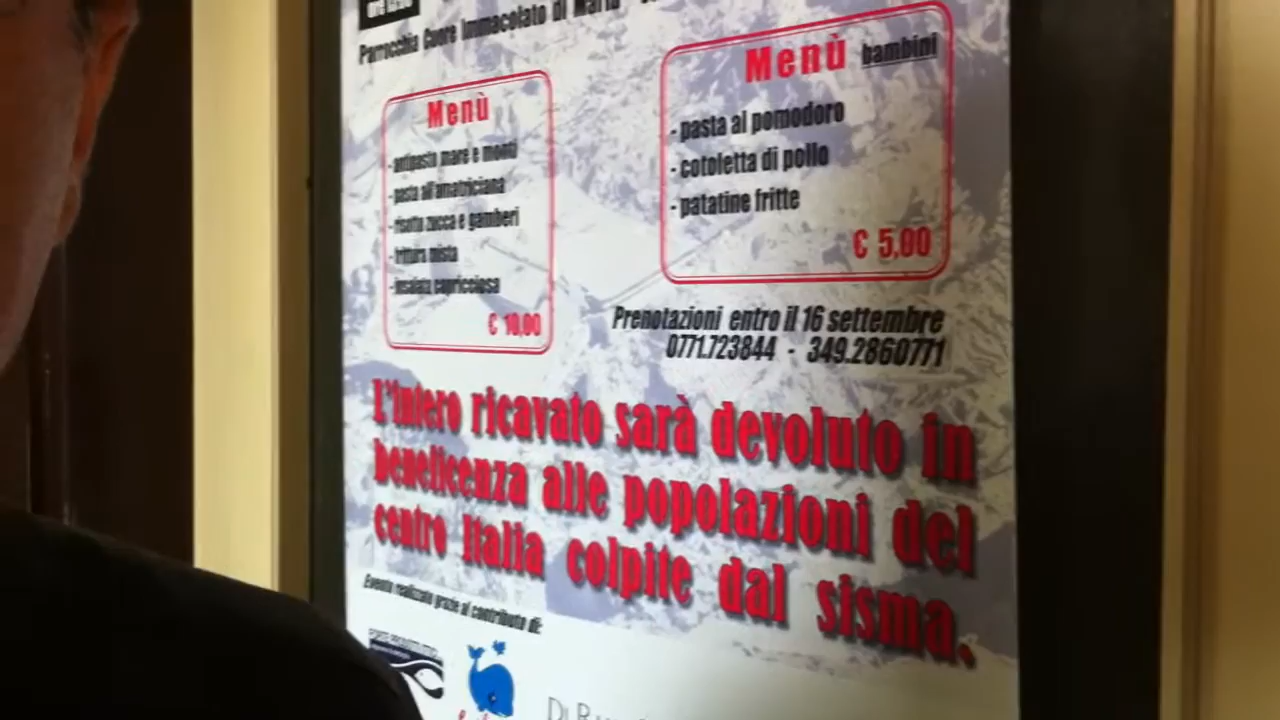 Parrocchia Cuore Immacolato di Maria
Menù
- antipasto mare e monti
- pasta all'amatriciana
- risotto zucca e gamberi
- frittura mista
- insalata capricciosa
€ 10,00
Menù bambini
- pasta al pomodoro
- cotoletta di pollo
- patatine fritte
€ 5,00
Prenotazioni entro il 16 settembre
0771.723844 - 349.2860771
L'intero ricavato sarà devoluto in
beneficenza alle popolazioni del
centro Italia colpite dal sisma.
Evento realizzato grazie al contributo di: